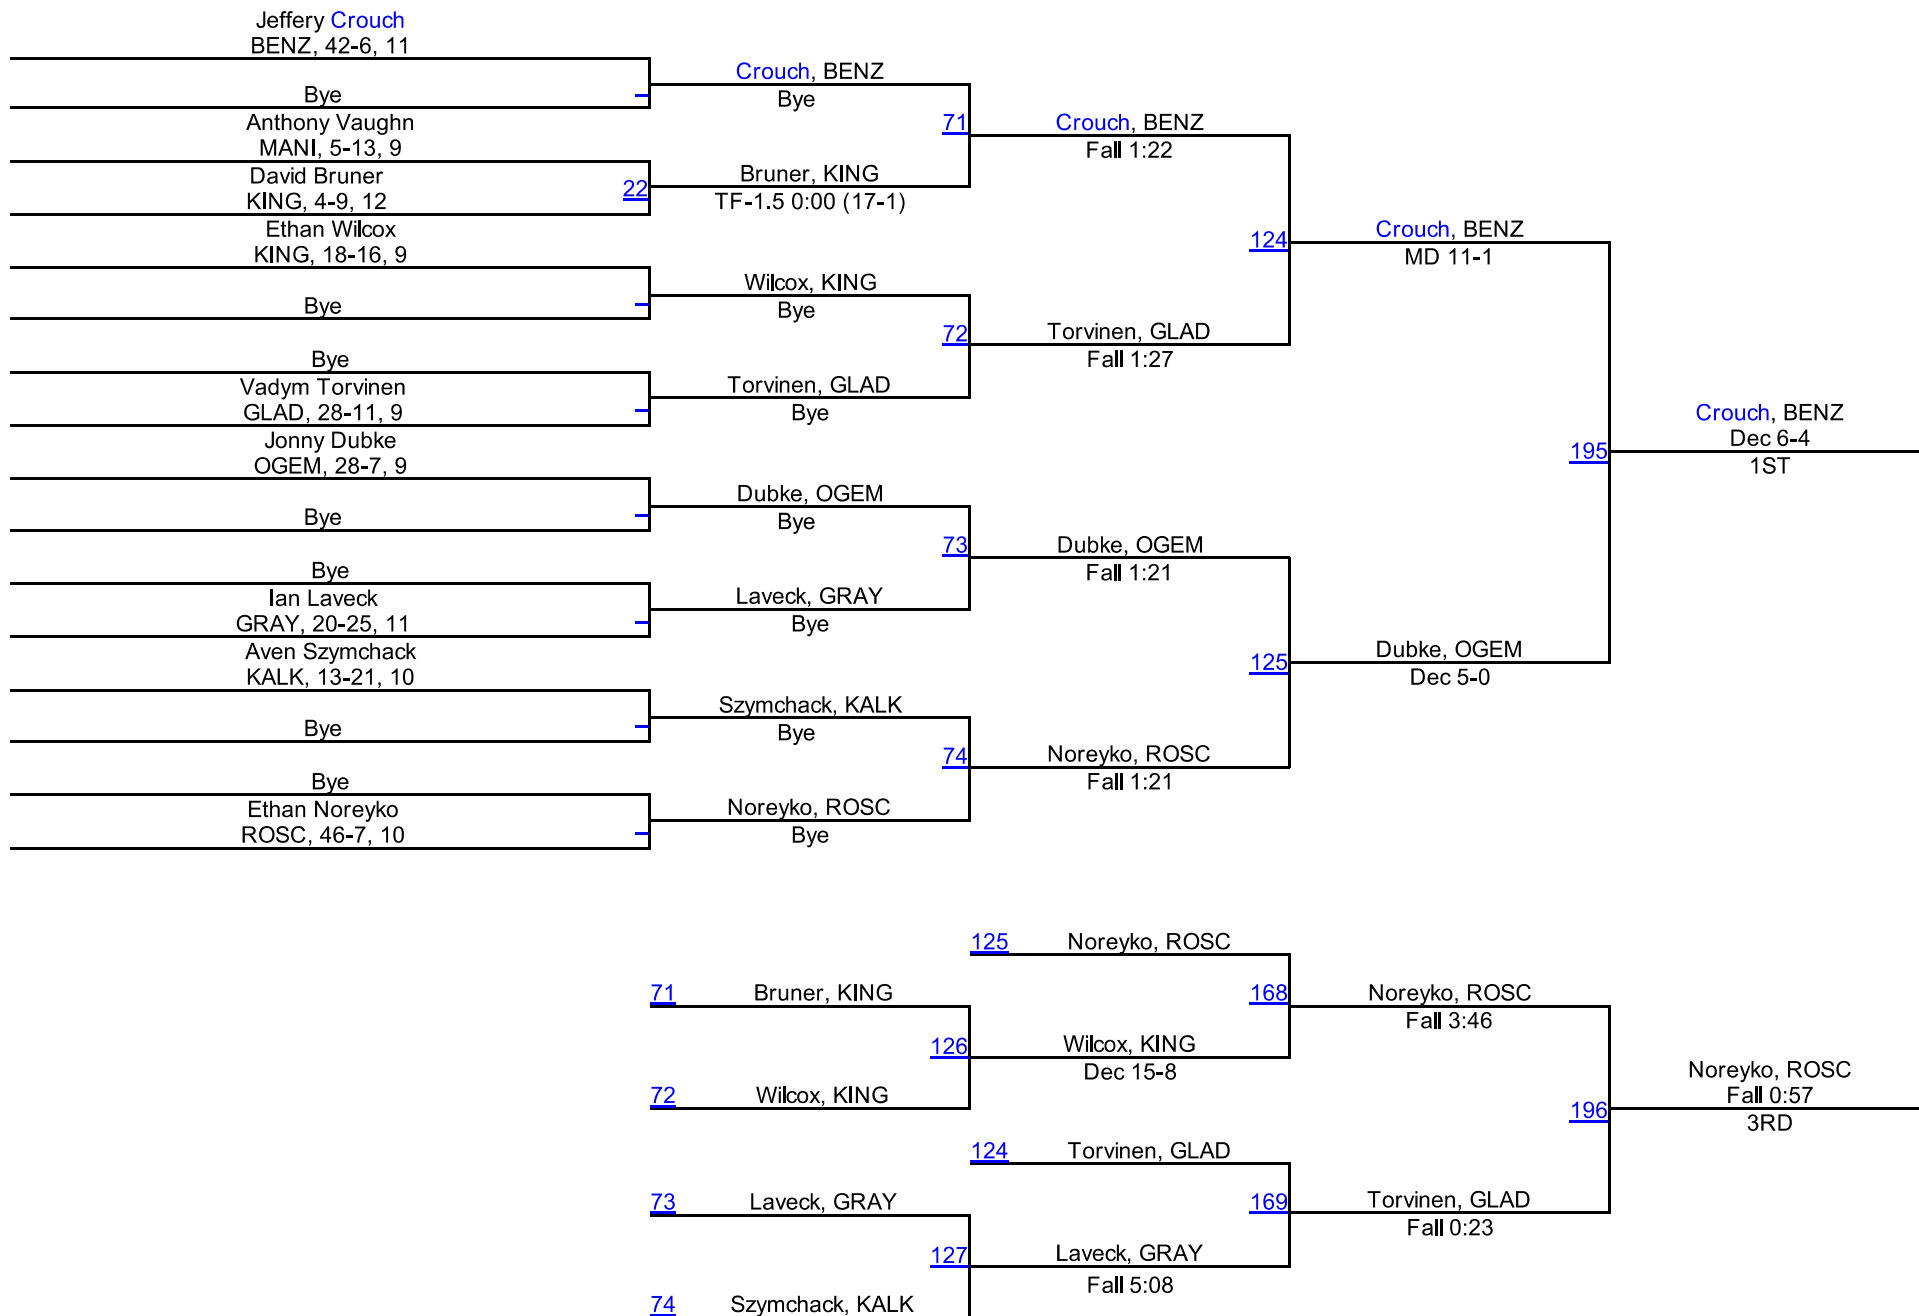 Jeffery Crouch
BENZ, 42-6, 11
Bye
Anthony Vaughn
MANI, 5-13, 9
David Bruner
KING, 4-9, 12
22
Ethan Wilcox
KING, 18-16, 9
Bye
Bye
Vadym Torvinen
GLAD, 28-11, 9
Jonny Dubke
OGEM, 28-7, 9
Bye
Bye
Ian Laveck
GRAY, 20-25, 11
Aven Szymchack
KALK, 13-21, 10
Bye
Bye
Ethan Noreyko
ROSC, 46-7, 10
Crouch, BENZ
Bye
71
Bruner, KING
TF-1.5 0:00 (17-1)
Wilcox, KING
Bye
72
Torvinen, GLAD
Bye
Dubke, OGEM
Bye
73
Laveck, GRAY
Bye
Szymchack, KALK
Bye
74
Noreyko, ROSC
Bye
Crouch, BENZ
Fall 1:22
124
Torvinen, GLAD
Fall 1:27
Dubke, OGEM
Fall 1:21
125
Noreyko, ROSC
Fall 1:21
Crouch, BENZ
MD 11-1
195
Dubke, OGEM
Dec 5-0
Crouch, BENZ
Dec 6-4
1ST
125 Noreyko, ROSC
71 Bruner, KING
168
Noreyko, ROSC
Fall 3:46
126
Wilcox, KING
Dec 15-8
72 Wilcox, KING
196
Noreyko, ROSC
Fall 0:57
3RD
124 Torvinen, GLAD
73 Laveck, GRAY
169
Torvinen, GLAD
Fall 0:23
127
Laveck, GRAY
Fall 5:08
74 Szymchack, KALK